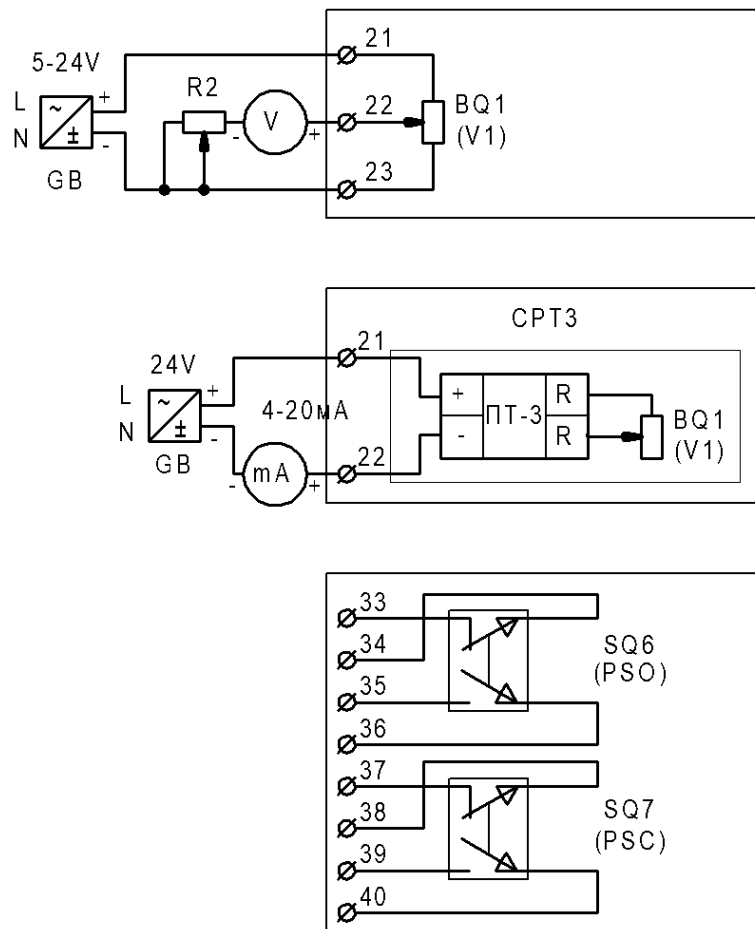 21
5-24V
L
N
~
±
+
-
GB
R2
-
V
+
22
23
BQ1
(V1)
СРТ3
21
24V
L
N
~
±
+
-
GB
4-20мА
-
mA
+
22
+
-
ПТ-3
R
R
BQ1
(V1)
33
34
35
36
SQ6
(PSO)
37
38
39
40
SQ7
(PSC)